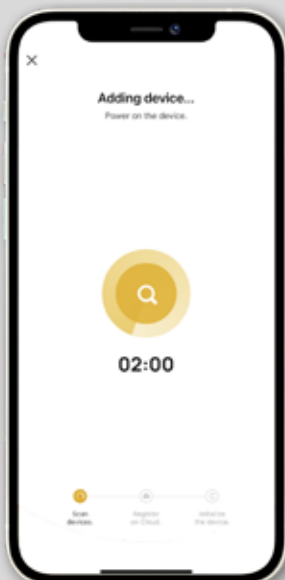 Adding device...
Power on the device.
02:00
Scan
devices.
Register
on Cloud.
Initialize
the device.